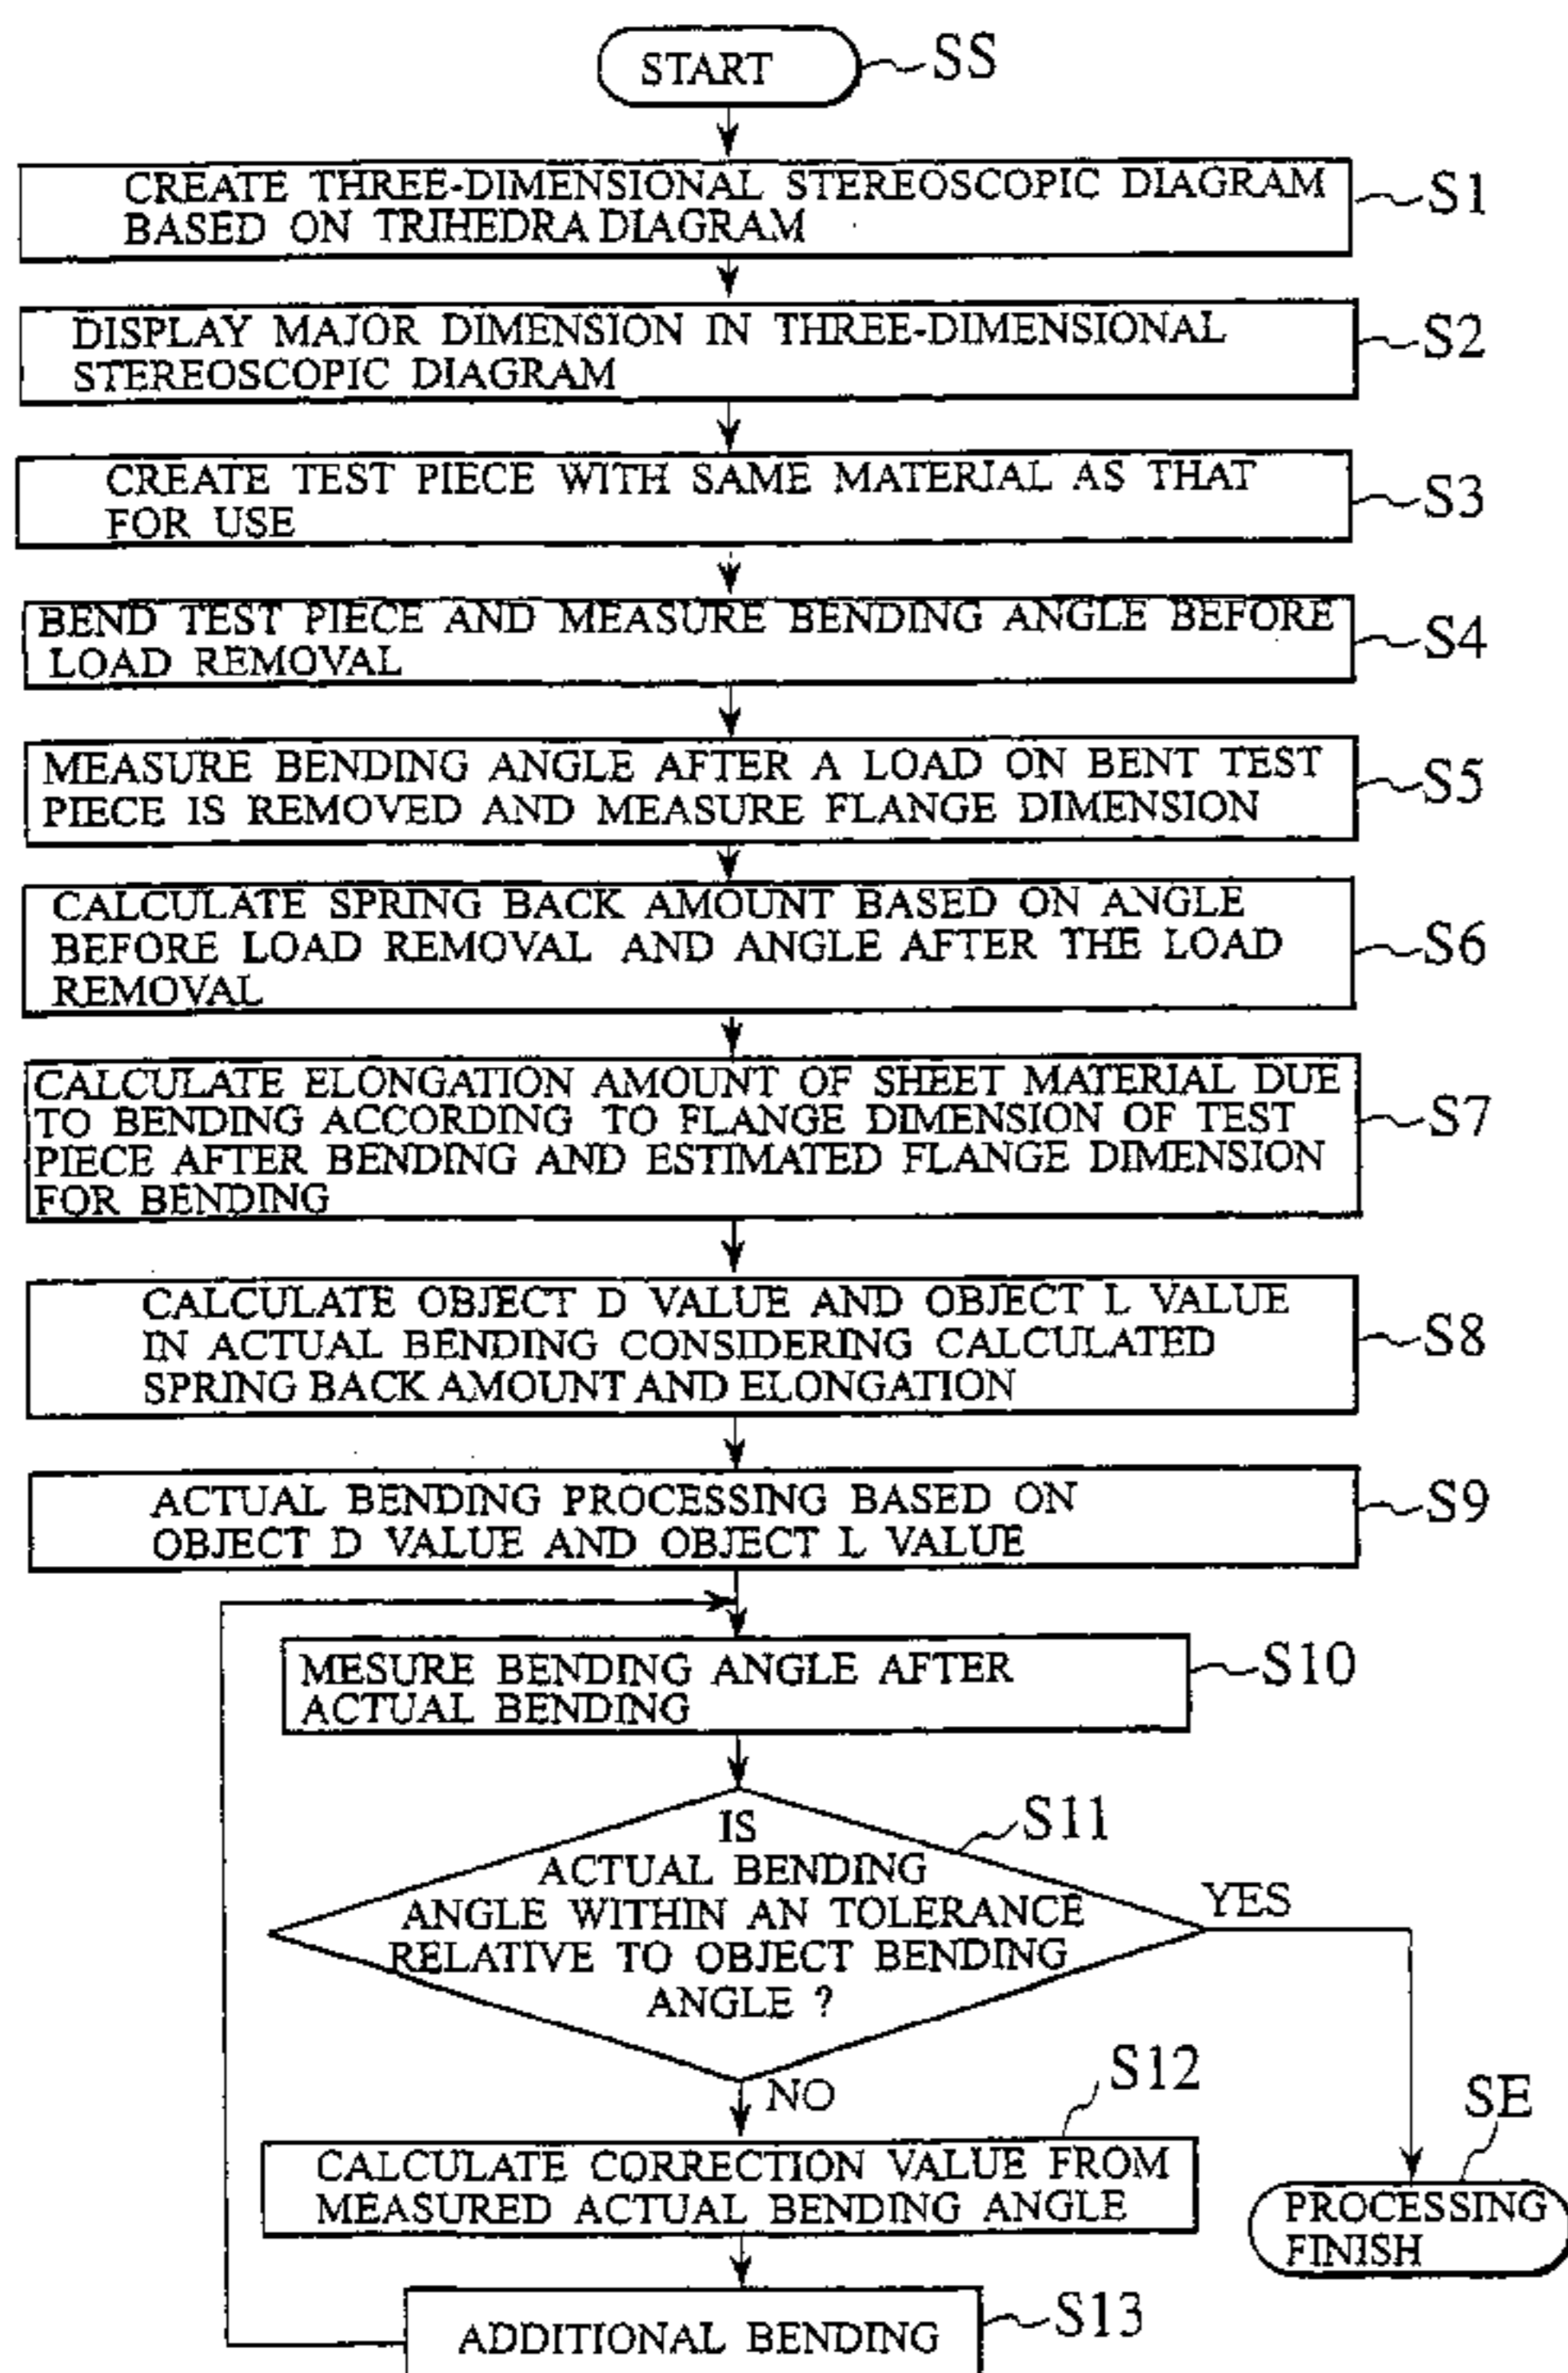 START
SS
CREATE THREE-DIMENSIONAL STEREOSCOPIC DIAGRAM
BASED ON TRIHEDRA DIAGRAM
S1
DISPLAY MAJOR DIMENSION IN THREE-DIMENSIONAL
STEREOSCOPIC DIAGRAM
S2
CREATE TEST PIECE WITH SAME MATERIAL AS THAT
FOR USE
S3
BEND TEST PIECE AND MEASURE BENDING ANGLE BEFORE
LOAD REMOVAL
S4
MEASURE BENDING ANGLE AFTER A LOAD ON BENT TEST
PIECE IS REMOVED AND MEASURE FLANGE DIMENSION
S5
CALCULATE SPRING BACK AMOUNT BASED ON ANGLE
BEFORE LOAD REMOVAL AND ANGLE AFTER THE LOAD
REMOVAL
S6
CALCULATE ELONGATION AMOUNT OF SHEET MATERIAL DUE
TO BENDING ACCORDING TO FLANGE DIMENSION OF TEST
PIECE AFTER BENDING AND ESTIMATED FLANGE DIMENSION
FOR BENDING
S7
CALCULATE OBJECT D VALUE AND OBJECT L VALUE
IN ACTUAL BENDING CONSIDERING CALCULATED
SPRING BACK AMOUNT AND ELONGATION
S8
ACTUAL BENDING PROCESSING BASED ON
OBJECT D VALUE AND OBJECT L VALUE
S9
MESURE BENDING ANGLE AFTER
ACTUAL BENDING
S10
IS
ACTUAL BENDING
ANGLE WITHIN AN TOLERANCE
RELATIVE TO OBJECT BENDING
ANGLE ?
S11
YES
NO
S12
CALCULATE CORRECTION VALUE FROM
MEASURED ACTUAL BENDING ANGLE
SE
PROCESSING
FINISH
ADDITIONAL BENDING
S13